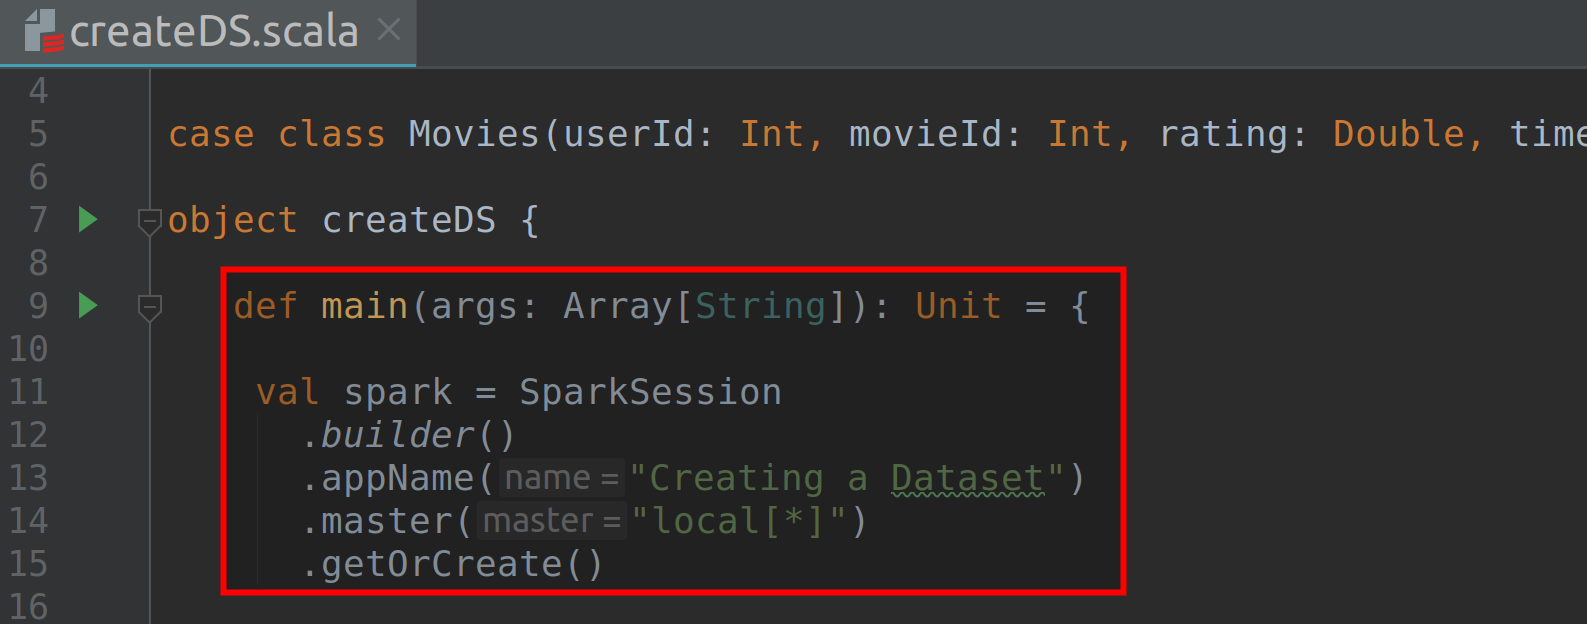 createDS.scala
4
5 case class Movies(userId: Int, movieId: Int, rating: Double, time
6
7 object createDS {
8
9 def main(args: Array[String]): Unit = {
10
11 val spark = SparkSession
12 .builder()
13 .appName( name = "Creating a Dataset")
14 .master( master = "local[*]")
15 .getOrCreate()
16